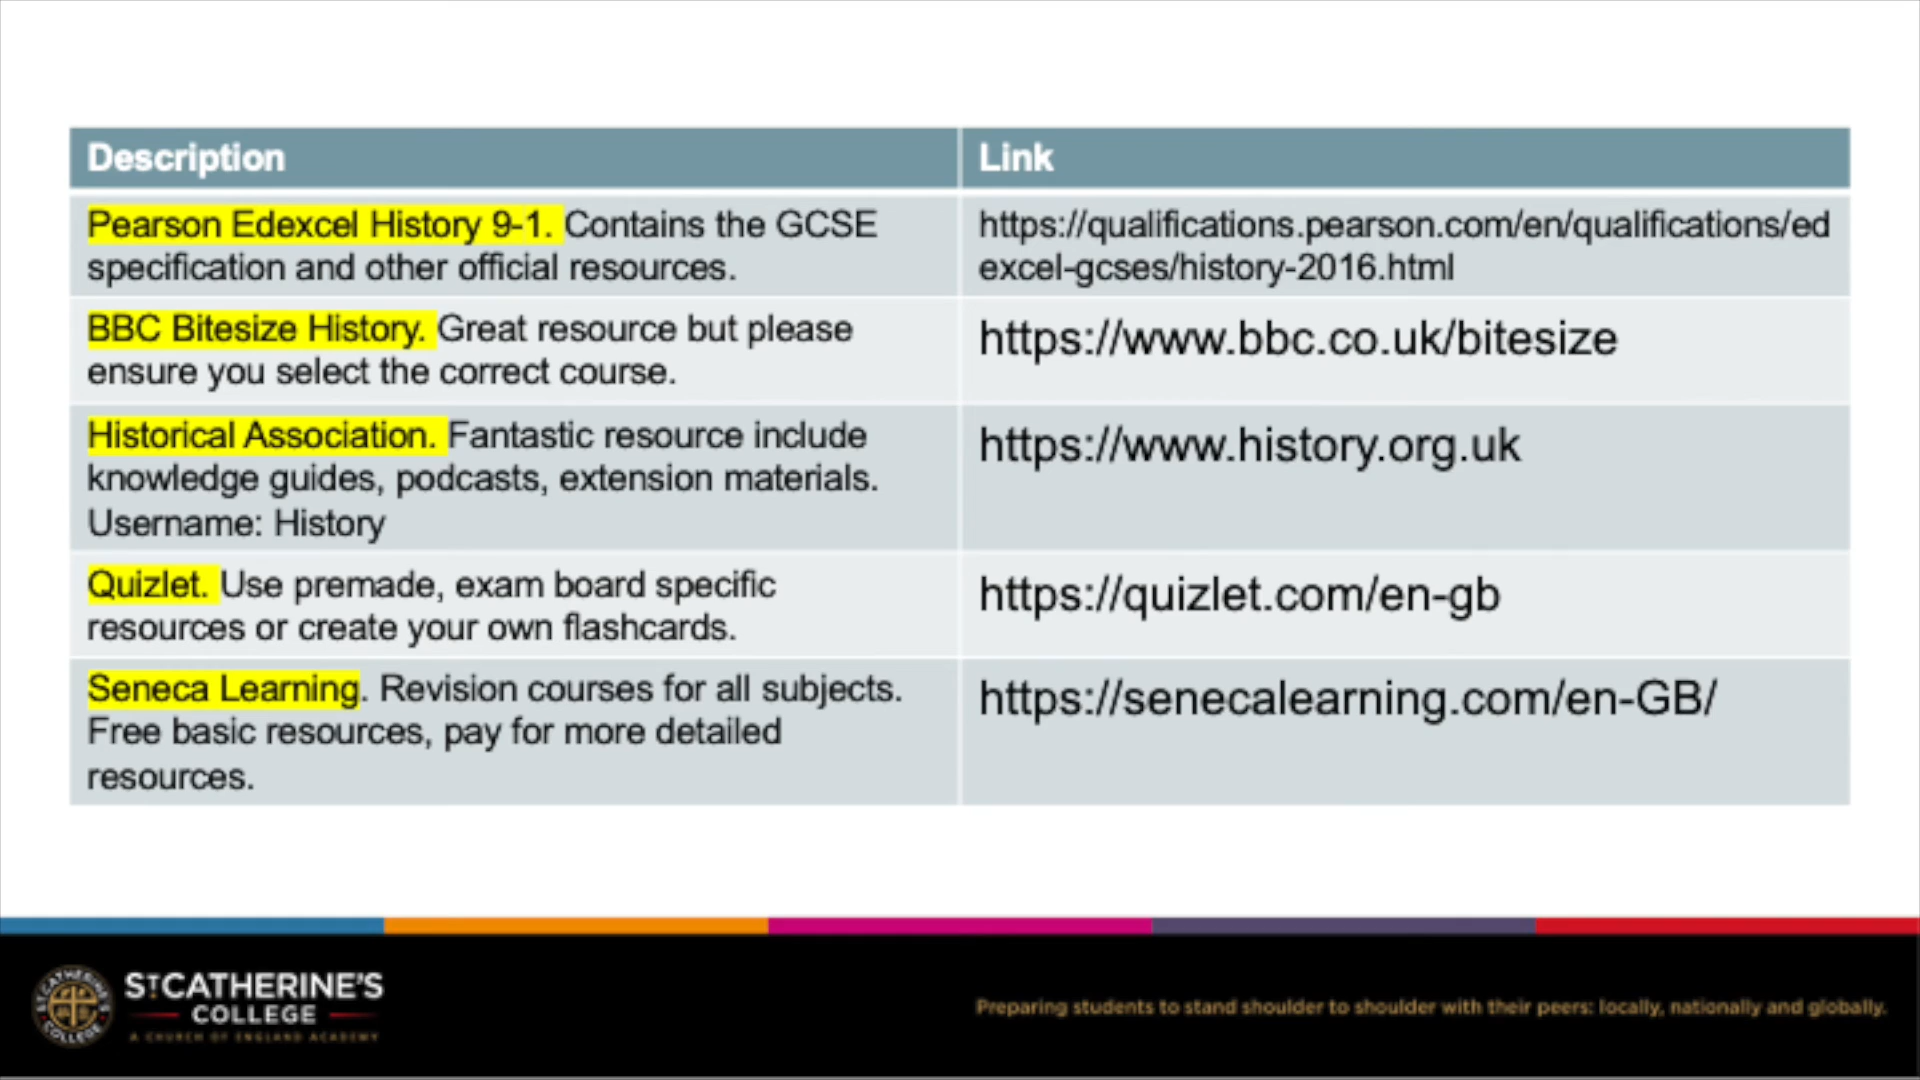 Description
Link
Pearson Edexcel History 9-1. Contains the GCSE
specification and other official resources.
https://qualifications.pearson.com/en/qualifications/ed
excel-gcses/history-2016.html
BBC Bitesize History. Great resource but please
ensure you select the correct course.
https://www.bbc.co.uk/bitesize
Historical Association. Fantastic resource include
knowledge guides, podcasts, extension materials.
Username: History
https://www.history.org.uk
Quizlet. Use premade, exam board specific
resources or create your own flashcards.
https://quizlet.com/en-gb
Seneca Learning. Revision courses for all subjects.
Free basic resources, pay for more detailed
resources.
https://senecalearning.com/en-GB/
ST CATHERINE'S
COLLEGE
A CHURCH OF ENGLAND ACADEMY
Preparing students to stand shoulder to shoulder with their peers: locally, nationally and globally.